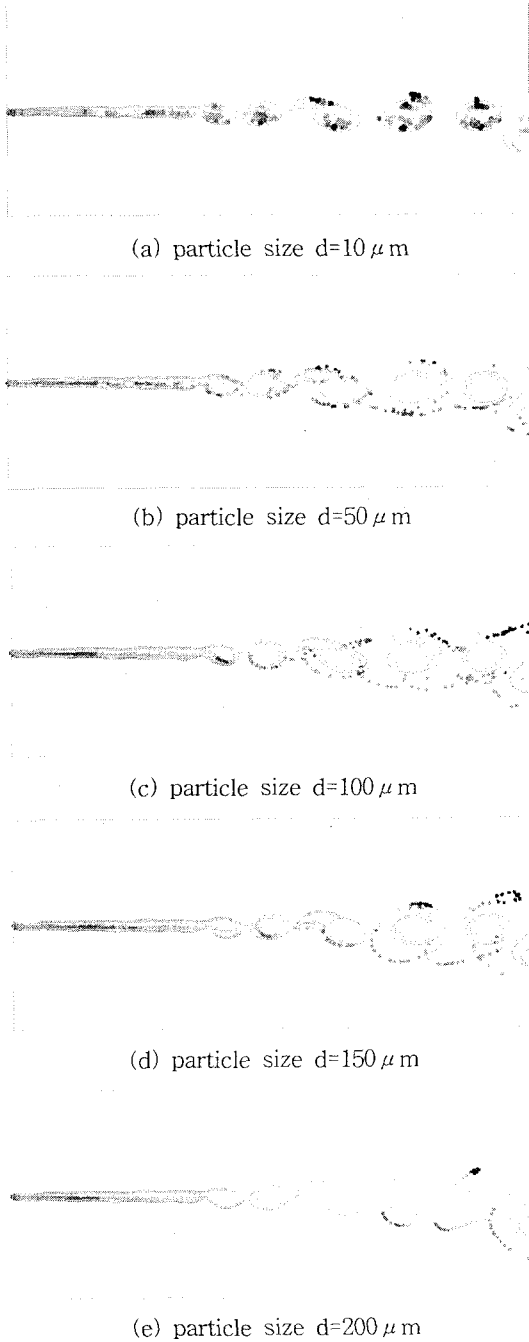 (a) particle size d=10 μm
(b) particle size d=50 μm
(c) particle size d=100 μm
(d) particle size d=150 μm
(e) particle size d=200 μm